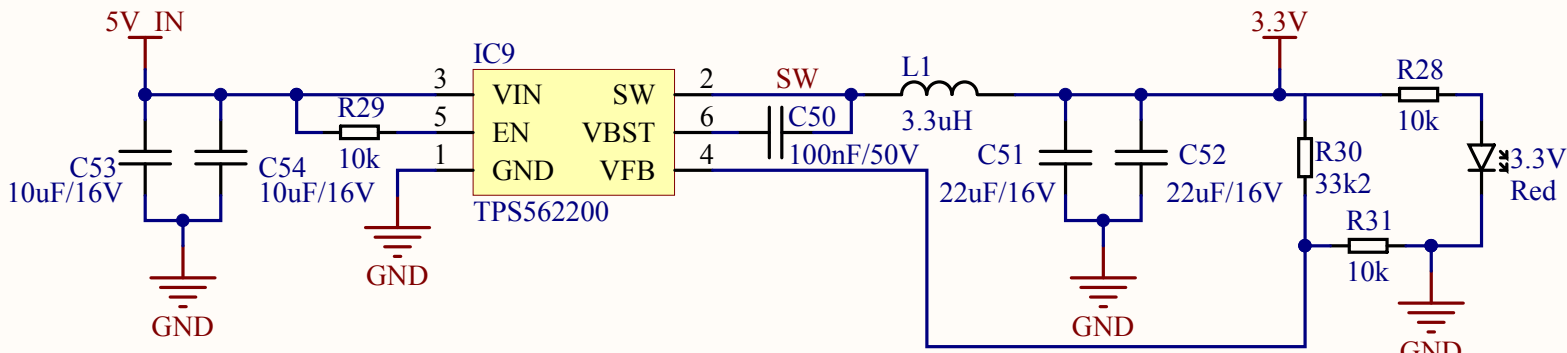 5V IN
3.3V
IC9
3
VIN
SW
2
SW
L1
3.3uH
R28
10k
R29
10k
5
EN
VBST
6
C50
100nF/50V
1
GND
VFB
4
TPS562200
C53
10uF/16V
C54
10uF/16V
C51
22uF/16V
C52
22uF/16V
R30
33k2
3.3V
Red
R31
10k
GND
GND
GND
GND